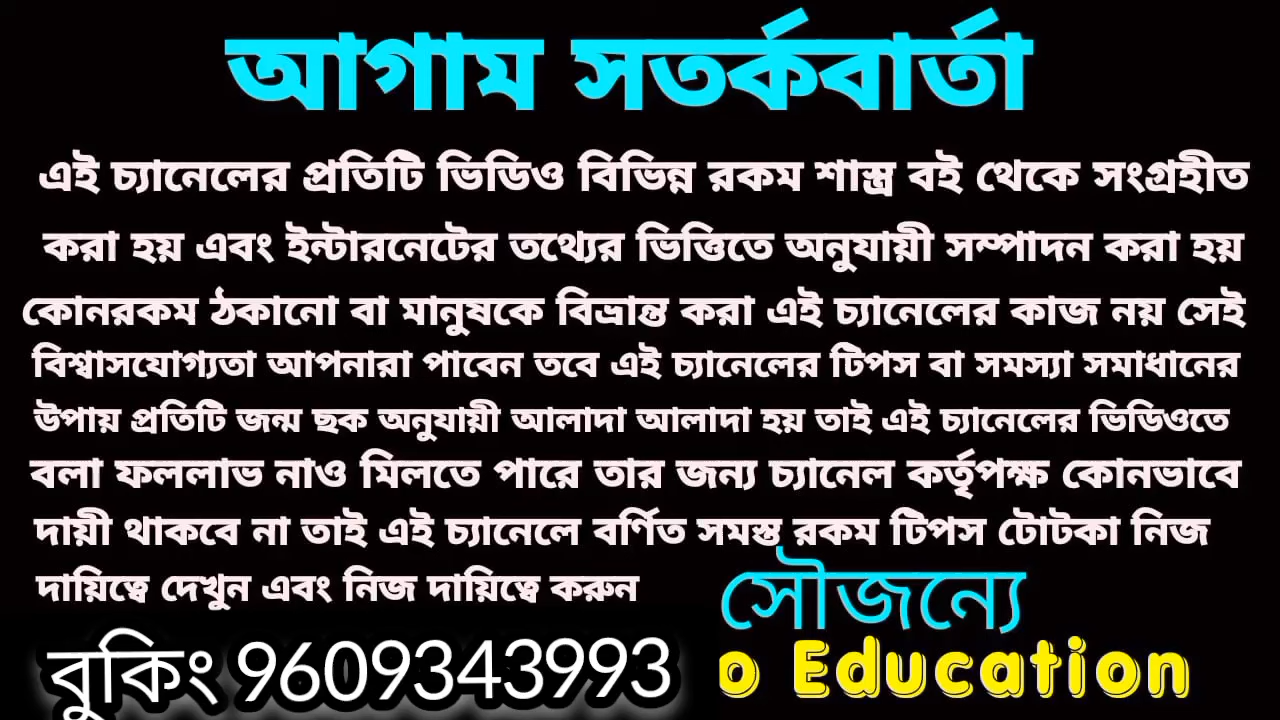 আগাম সতর্কবার্তা
এই চ্যানেলের প্রতিটি ভিডিও বিভিন্ন রকম শাস্ত্র বই থেকে সংগ্রহীত
করা হয় এবং ইন্টারনেটের তথ্যের ভিত্তিতে অনুযায়ী সম্পাদন করা হয়
কোনরকম ঠকানো বা মানুষকে বিভ্রান্ত করা এই চ্যানেলের কাজ নয় সেই
বিশ্বাসযোগ্যতা আপনারা পাবেন তবে এই চ্যানেলের টিপস বা সমস্যা সমাধানের
উপায় প্রতিটি জন্ম ছক অনুযায়ী আলাদা আলাদা হয় তাই এই চ্যানেলের ভিডিওতে
বলা ফললাভ নাও মিলতে পারে তার জন্য চ্যানেল কর্তৃপক্ষ কোনভাবে
দায়ী থাকবে না তাই এই চ্যানেলে বর্ণিত সমস্ত রকম টিপস টোটকা নিজ
দায়িত্বে দেখুন এবং নিজ দায়িত্বে করুন
সৌজন্যে
বুকিং 9609343993
o Education